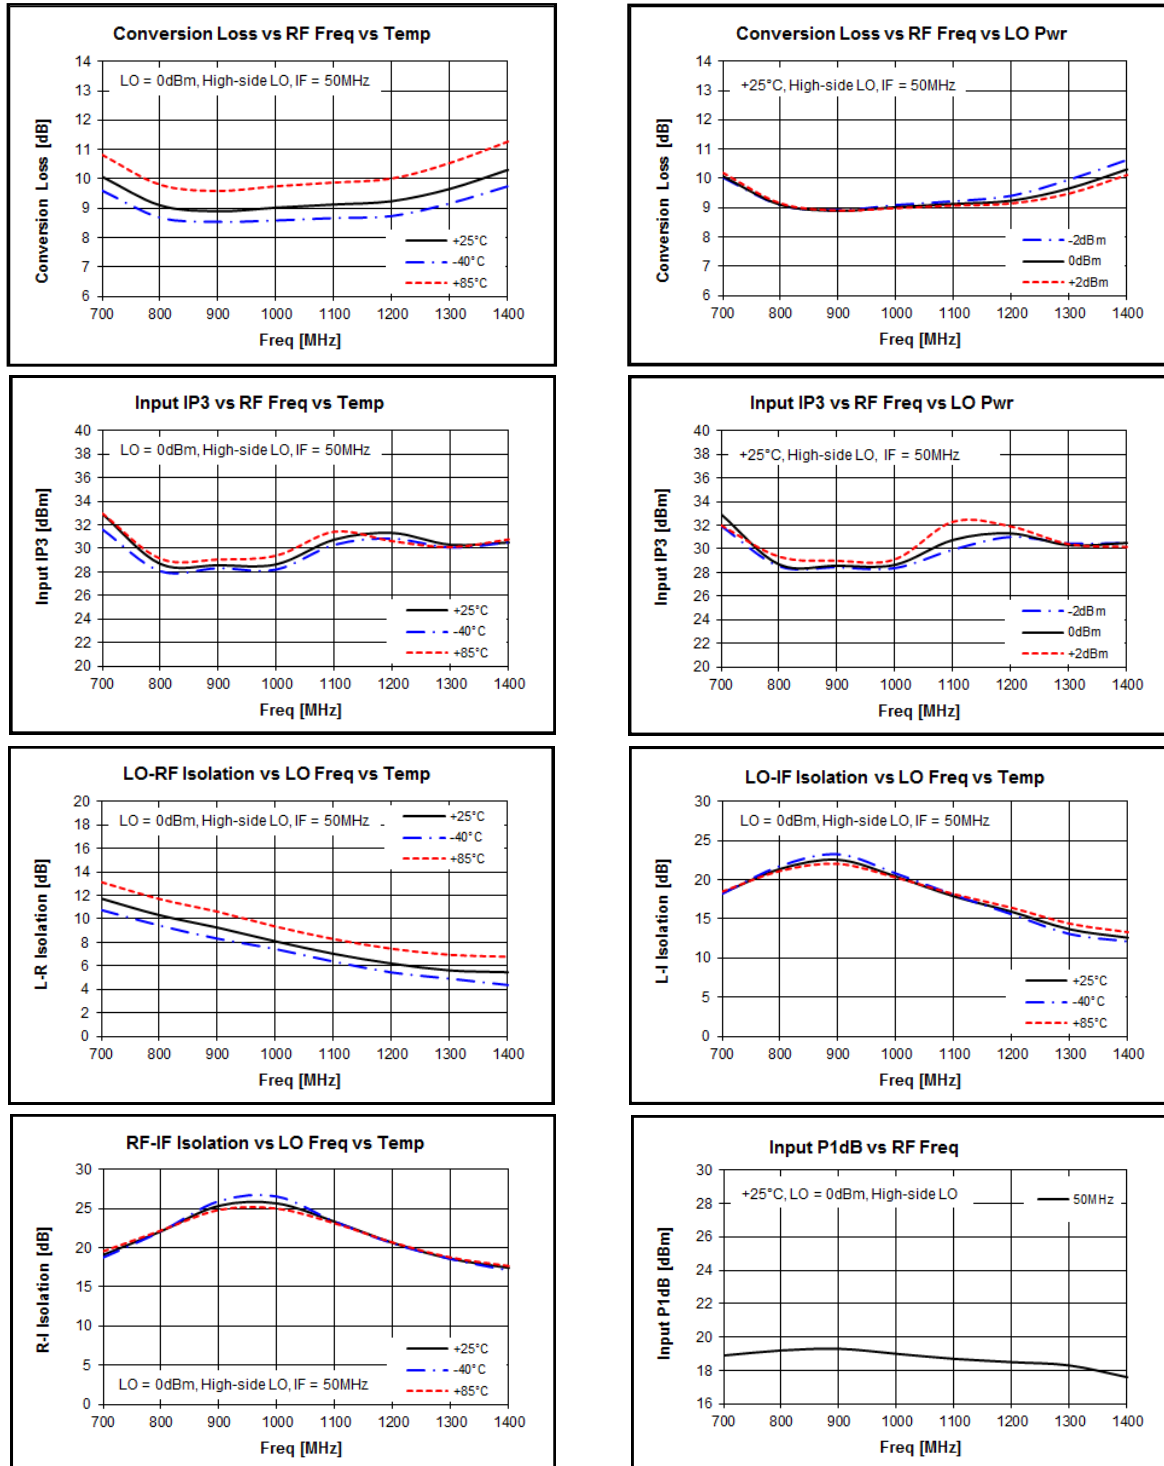 Conversion Loss vs RF Freq vs Temp
Conversion Loss [dB]
14
13
12
11
10
9
8
7
6
LO = 0dBm, High-side LO, IF = 50MHz
+25°C
-40°C
+85°C
700 800 900 1000 1100 1200 1300 1400
Freq [MHz]
Conversion Loss vs RF Freq vs LO Pwr
Conversion Loss [dB]
14
13
12
11
10
9
8
7
6
+25°C, High-side LO, IF = 50MHz
-2dBm
0dBm
+2dBm
700 800 900 1000 1100 1200 1300 1400
Freq [MHz]
Input IP3 vs RF Freq vs Temp
Input IP3 [dBm]
40
38
36
34
32
30
28
26
24
22
20
LO = 0dBm, High-side LO, IF = 50MHz
+25°C
-40°C
+85°C
700 800 900 1000 1100 1200 1300 1400
Freq [MHz]
Input IP3 vs RF Freq vs LO Pwr
Input IP3 [dBm]
40
38
36
34
32
30
28
26
24
22
20
+25°C, High-side LO, IF = 50MHz
-2dBm
0dBm
+2dBm
700 800 900 1000 1100 1200 1300 1400
Freq [MHz]
LO-RF Isolation vs LO Freq vs Temp
L-R Isolation [dB]
20
18
16
14
12
10
8
6
4
2
0
LO = 0dBm, High-side LO, IF = 50MHz
+25°C
-40°C
+85°C
700 800 900 1000 1100 1200 1300 1400
Freq [MHz]
LO-IF Isolation vs LO Freq vs Temp
L-I Isolation [dB]
30
25
20
15
10
5
0
LO = 0dBm, High-side LO, IF = 50MHz
+25°C
-40°C
+85°C
700 800 900 1000 1100 1200 1300 1400
Freq [MHz]
RF-IF Isolation vs LO Freq vs Temp
R-I Isolation [dB]
30
25
20
15
10
5
0
+25°C
-40°C
+85°C
LO = 0dBm, High-side LO, IF = 50MHz
700 800 900 1000 1100 1200 1300 1400
Freq [MHz]
Input P1dB vs RF Freq
Input P1dB [dBm]
30
28
26
24
22
20
18
16
+25°C, LO = 0dBm, High-side LO
50MHz
700 800 900 1000 1100 1200 1300 1400
Freq [MHz]